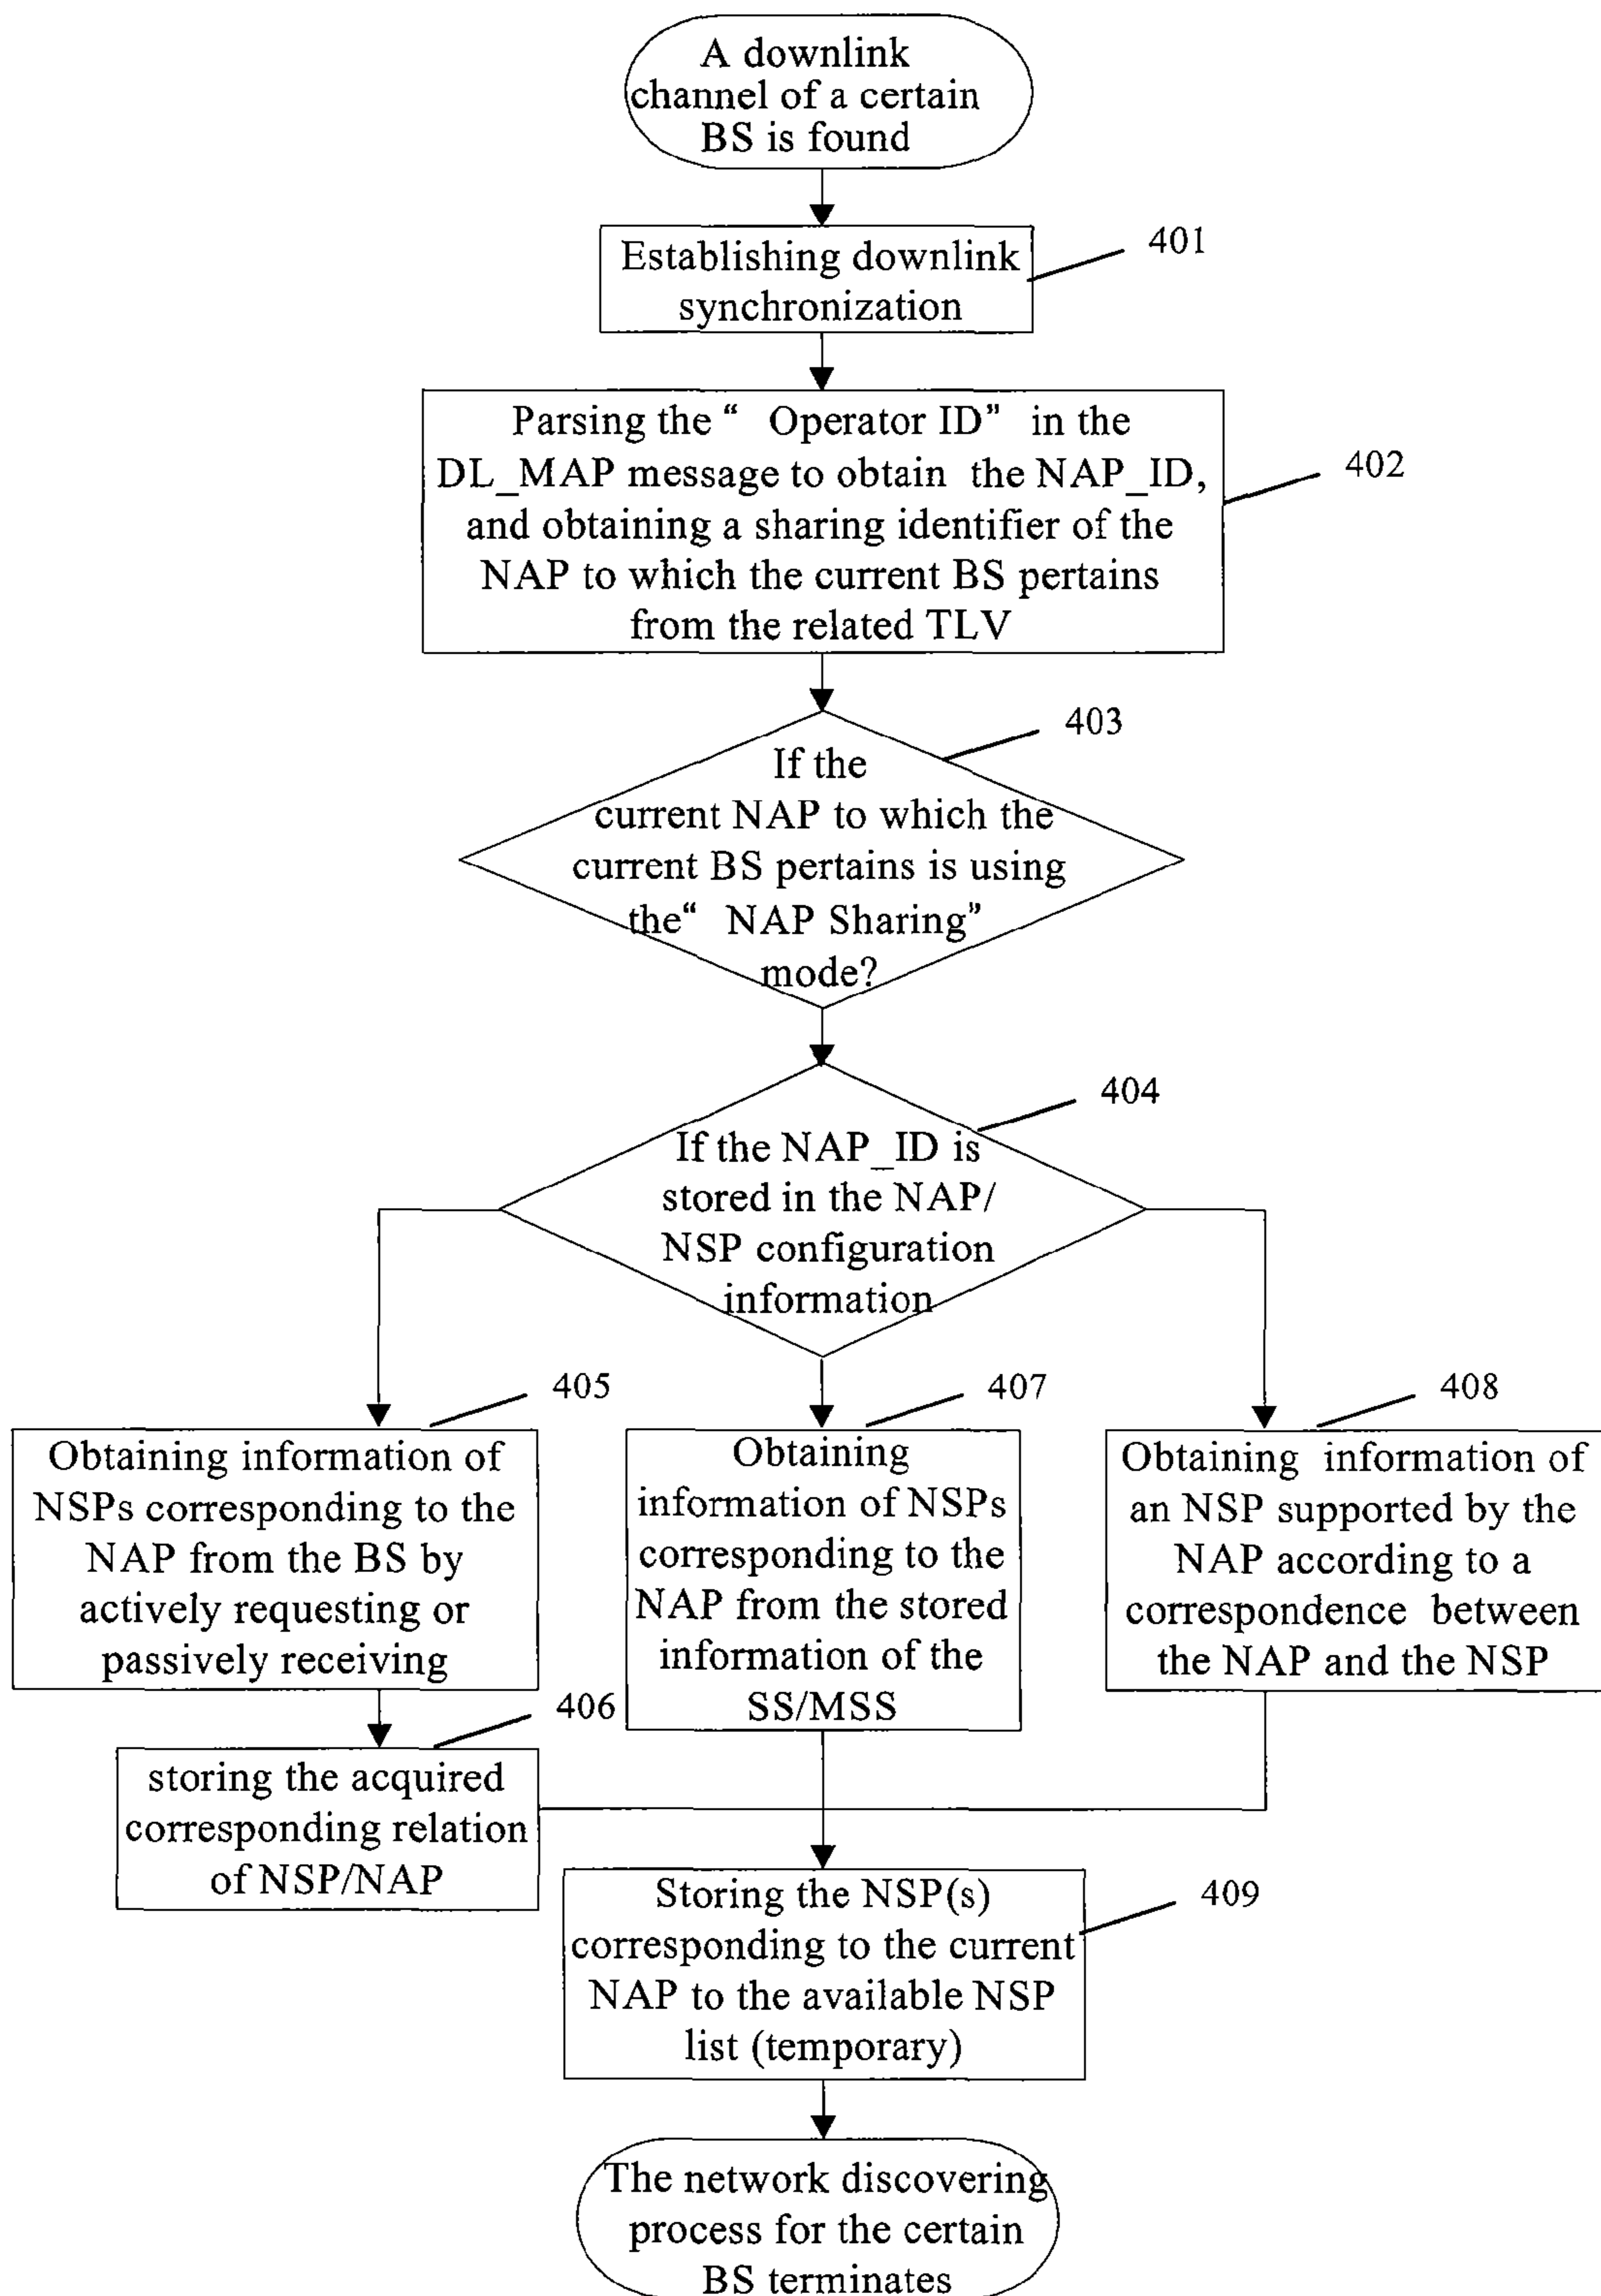 A downlink
channel of a certain
BS is found
Establishing downlink
synchronization
401
Parsing the “ Operator ID” in the
DL_MAP message to obtain the NAP_ID,
and obtaining a sharing identifier of the
NAP to which the current BS pertains
from the related TLV
402
403
If the
current NAP to which the
current BS pertains is using
the“ NAP Sharing”
mode?
404
If the NAP_ID is
stored in the NAP/
NSP configuration
information
405
Obtaining information of
NSPs corresponding to the
NAP from the BS by
actively requesting or
passively receiving
407
Obtaining
information of NSPs
corresponding to the
NAP from the stored
information of the
SS/MSS
408
Obtaining information of
an NSP supported by the
NAP according to a
correspondence between
the NAP and the NSP
406
storing the acquired
corresponding relation
of NSP/NAP
409
Storing the NSP(s)
corresponding to the current
NAP to the available NSP
list (temporary)
The network discovering
process for the certain
BS terminates